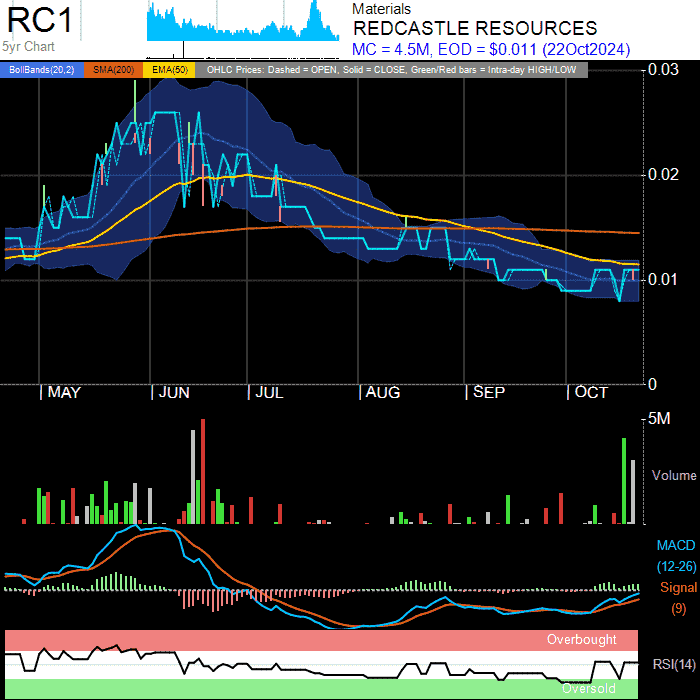 RC1
5yr Chart
Materials
REDCASTLE RESOURCES
MC = 4.5M, EOD = $0.011 (22Oct2024)
BollBands(20,2) SMA(200) EMA(50) OHLC Prices: Dashed = OPEN, Solid = CLOSE, Green/Red bars = Intra-day HIGH/LOW
0.03
0.02
0.01
0
MAY JUN JUL AUG SEP OCT
5M
Volume
MACD
(12-26)
Signal
(9)
Overbought
RSI(14)
Oversold